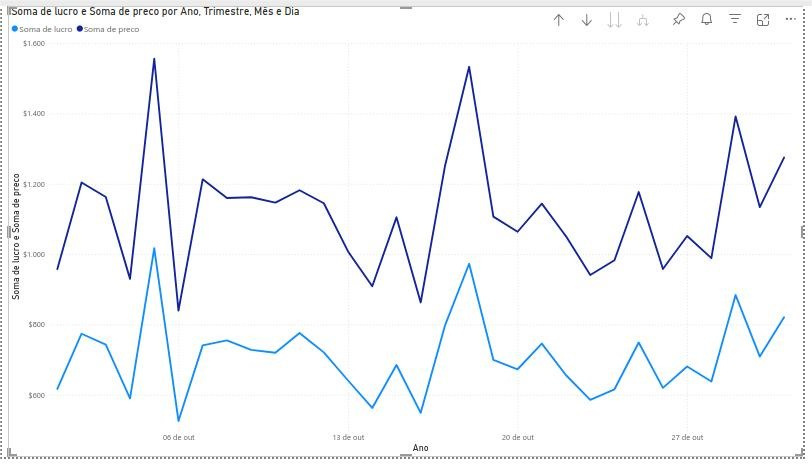 Soma de lucro e Soma de preco por Ano, Trimestre, Mês e Dia
Soma de lucro Soma de preco
$1.600
$1.400
$1.200
$1.000
$800
$600
Soma de lucro e Soma de preco
06 de out
13 de out
20 de out
27 de out
Ano